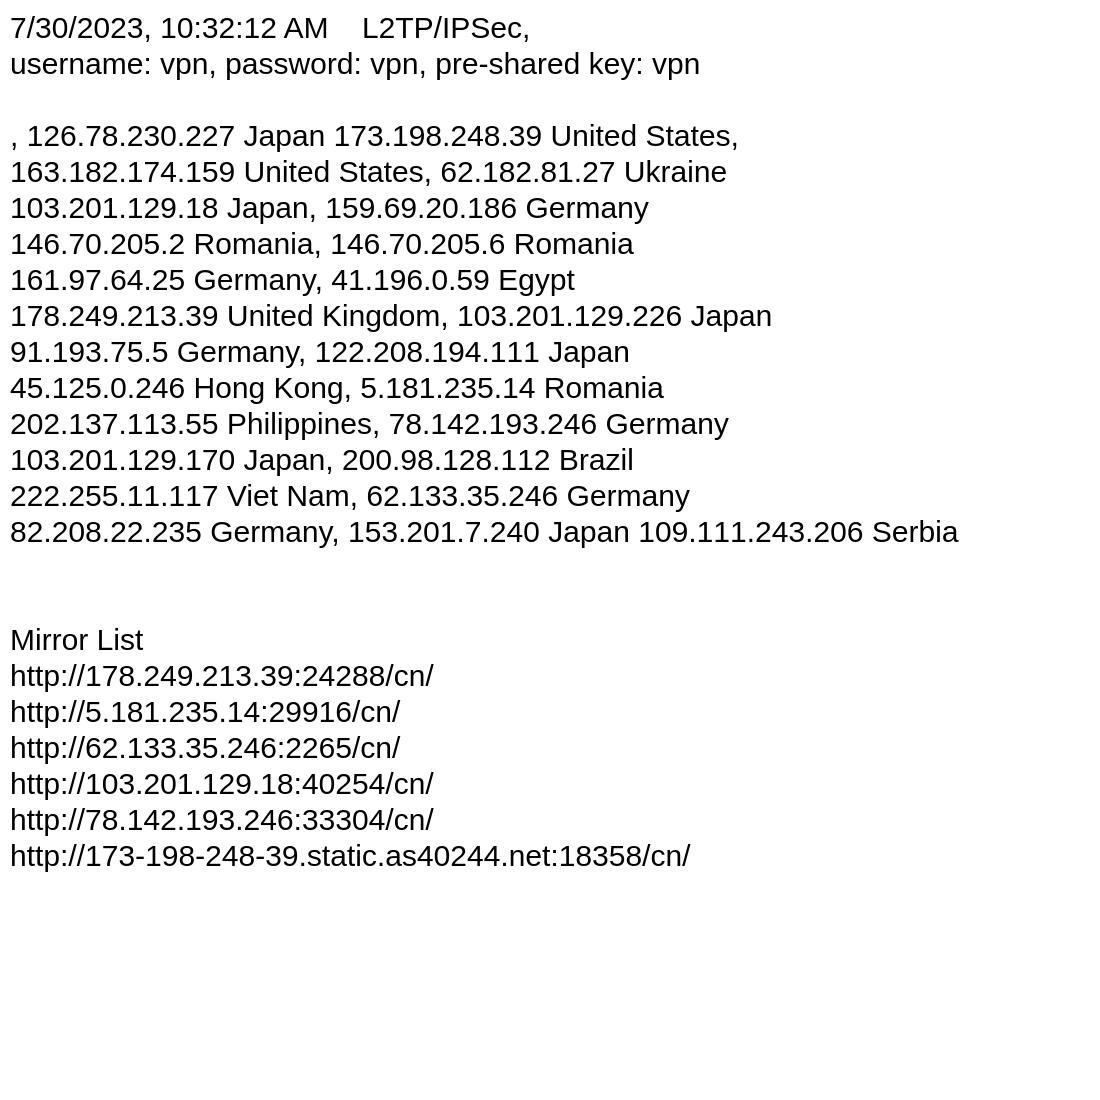 7/30/2023, 10:32:12 AM    L2TP/IPSec,
username: vpn, password: vpn, pre-shared key: vpn
, 126.78.230.227 Japan 173.198.248.39 United States,
163.182.174.159 United States, 62.182.81.27 Ukraine
103.201.129.18 Japan, 159.69.20.186 Germany
146.70.205.2 Romania, 146.70.205.6 Romania
161.97.64.25 Germany, 41.196.0.59 Egypt
178.249.213.39 United Kingdom, 103.201.129.226 Japan
91.193.75.5 Germany, 122.208.194.111 Japan
45.125.0.246 Hong Kong, 5.181.235.14 Romania
202.137.113.55 Philippines, 78.142.193.246 Germany
103.201.129.170 Japan, 200.98.128.112 Brazil
222.255.11.117 Viet Nam, 62.133.35.246 Germany
82.208.22.235 Germany, 153.201.7.240 Japan 109.111.243.206 Serbia
Mirror List
http://178.249.213.39:24288/cn/
http://5.181.235.14:29916/cn/
http://62.133.35.246:2265/cn/
http://103.201.129.18:40254/cn/
http://78.142.193.246:33304/cn/
http://173-198-248-39.static.as40244.net:18358/cn/